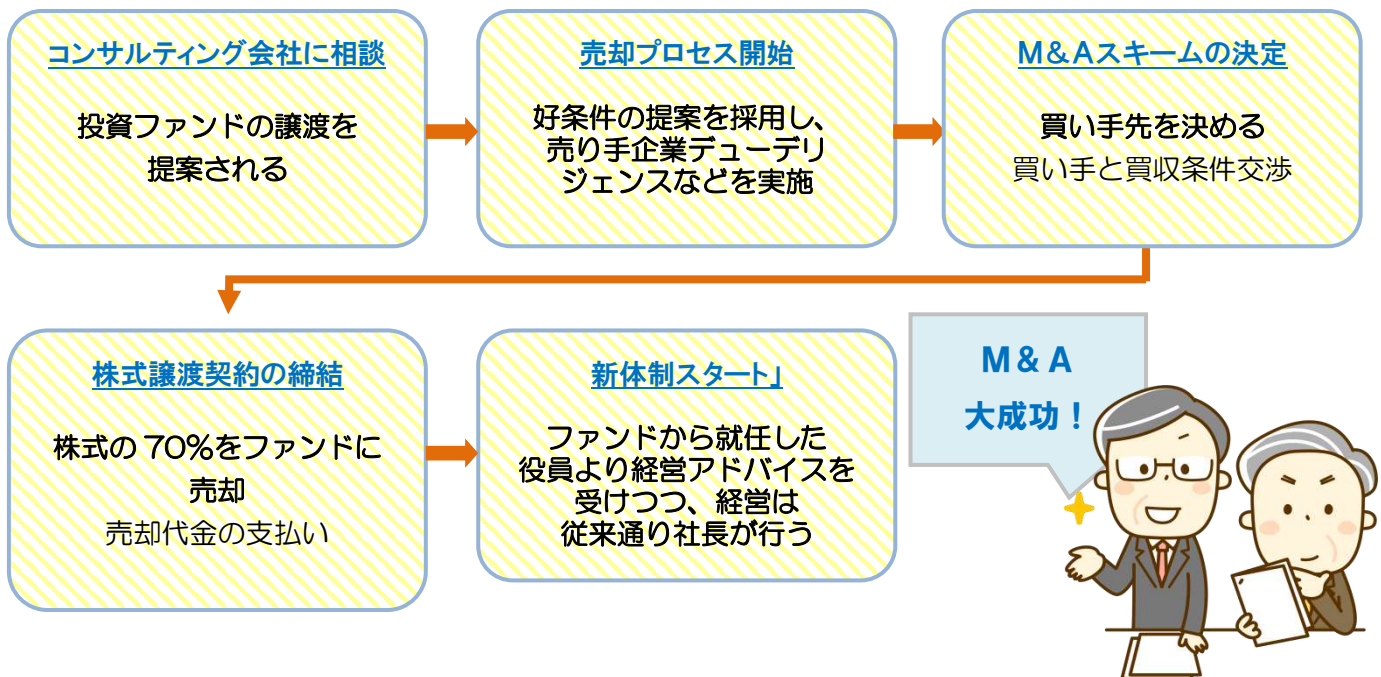 コンサルティング会社に相談
投資ファンドの譲渡を
提案される
売却プロセス開始
好条件の提案を採用し、
売り手企業デューデリ
ジェンスなどを実施
M&Aスキームの決定
買い手先を決める
買い手と買収条件交渉
株式譲渡契約の締結
株式の70%をファンドに
売却
売却代金の支払い
新体制スタート」
ファンドから就任した
役員より経営アドバイスを
受けつつ、経営は
従来通り社長が行う
M&A
大成功！